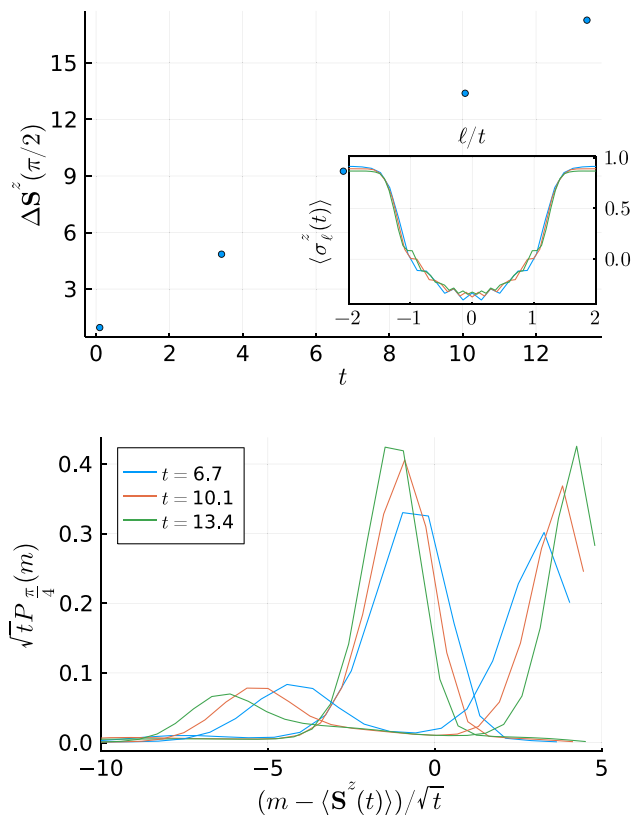 15
12
9
6
3
ΔS^z(π/2)
0 2 4 6 8 10 12
t
ℓ/t
1.0
0.5
0.0
⟨σ_ℓ^z(t)⟩
−2 −1 0 1 2
0.4
0.3
0.2
0.1
0.0
√t P_{π/4}(m)
t = 6.7
t = 10.1
t = 13.4
−10 −5 0 5
(m − ⟨S^z(t)⟩)/√t